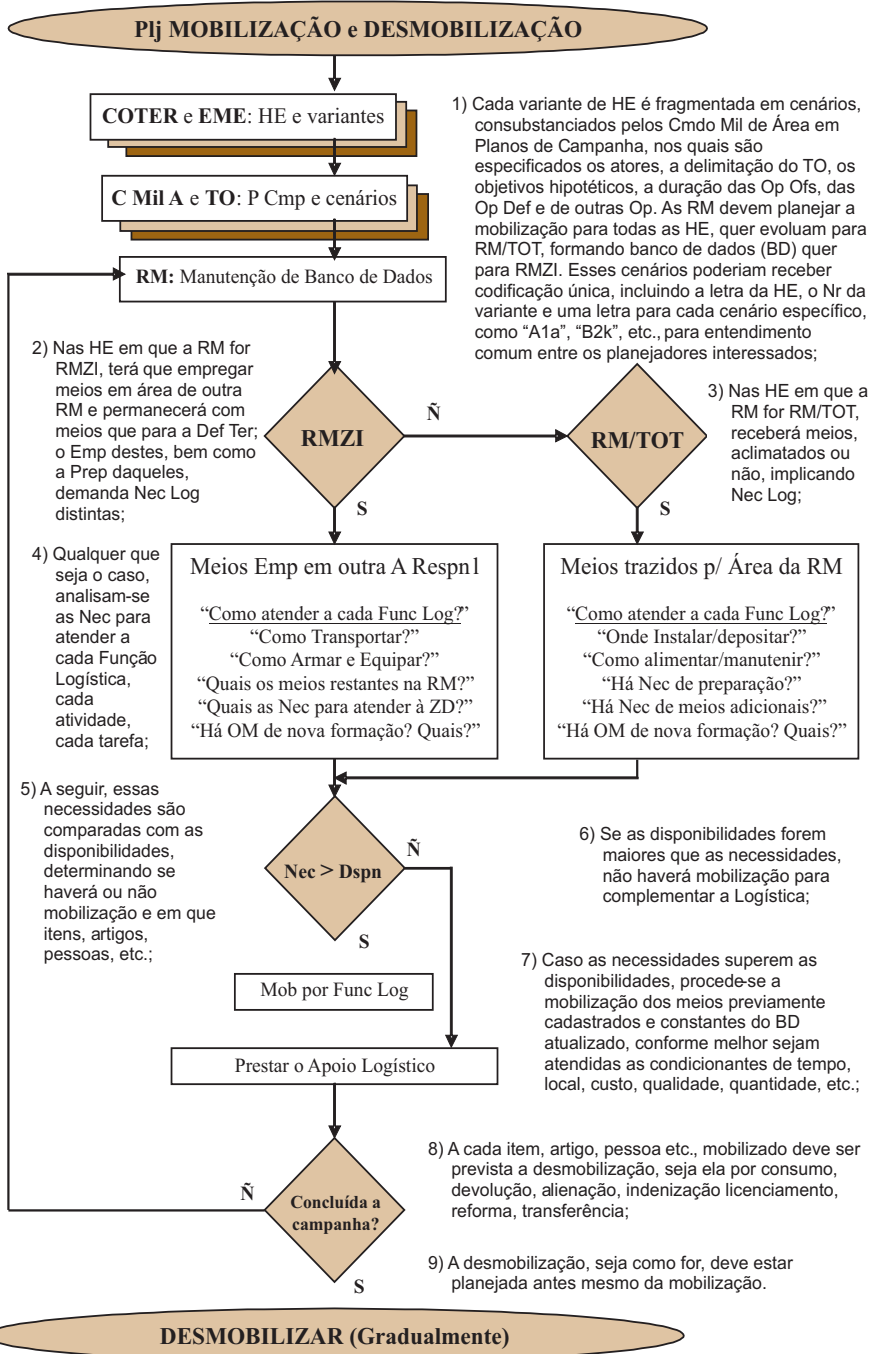 Plj MOBILIZAÇÃO e DESMOBILIZAÇÃO
COTER e EME: HE e variantes
C Mil A e TO: P Cmp e cenários
RM: Manutenção de Banco de Dados
1) Cada variante de HE é fragmentada em cenários,
consubstanciados pelos Cmdo Mil de Área em
Planos de Campanha, nos quais são
especificados os atores, a delimitação do TO, os
objetivos hipotéticos, a duração das Op Ofs, das
Op Def e de outras Op. As RM devem planejar a
mobilização para todas as HE, quer evoluam para
RM/TOT, formando banco de dados (BD) quer
para RMZI. Esses cenários poderiam receber
codificação única, incluindo a letra da HE, o Nr da
variante e uma letra para cada cenário específico,
como “A1a”, “B2k”, etc., para entendimento
comum entre os planejadores interessados;
2) Nas HE em que a RM for
RMZI, terá que empregar
meios em área de outra
RM e permanecerá com
meios que para a Def Ter;
o Emp destes, bem como
a Prep daqueles,
demanda Nec Log
distintas;
RMZI
Ñ
S
RM/TOT
S
3) Nas HE em que a
RM for RM/TOT,
receberá meios,
aclimatados ou
não, implicando
Nec Log;
4) Qualquer que
seja o caso,
analisam-se
as Nec para
atender a
cada Função
Logística,
cada
atividade,
cada tarefa;
Meios Emp em outra A Respnl
“Como atender a cada Func Log?”
“Como Transportar?”
“Como Armar e Equipar?”
“Quais os meios restantes na RM?”
“Quais as Nec para atender à ZD?”
“Há OM de nova formação? Quais?”
Meios trazidos p/ Área da RM
“Como atender a cada Func Log?”
“Onde Instalar/depositar?”
“Como alimentar/manutenir?”
“Há Nec de preparação?”
“Há Nec de meios adicionais?”
“Há OM de nova formação? Quais?”
5) A seguir, essas
necessidades são
comparadas com as
disponibilidades,
determinando se
haverá ou não
mobilização e em que
itens, artigos,
pessoas, etc.;
Nec > Dspn
Ñ
S
6) Se as disponibilidades forem
maiores que as necessidades,
não haverá mobilização para
complementar a Logística;
Mob por Func Log
7) Caso as necessidades superem as
disponibilidades, procede-se a
mobilização dos meios previamente
cadastrados e constantes do BD
atualizado, conforme melhor sejam
atendidas as condicionantes de tempo,
local, custo, qualidade, quantidade, etc.;
Prestar o Apoio Logístico
Ñ
Concluída a
campanha?
S
8) A cada item, artigo, pessoa etc., mobilizado deve ser
prevista a desmobilização, seja ela por consumo,
devolução, alienação, indenização licenciamento,
reforma, transferência;
9) A desmobilização, seja como for, deve estar
planejada antes mesmo da mobilização.
DESMOBILIZAR (Gradualmente)